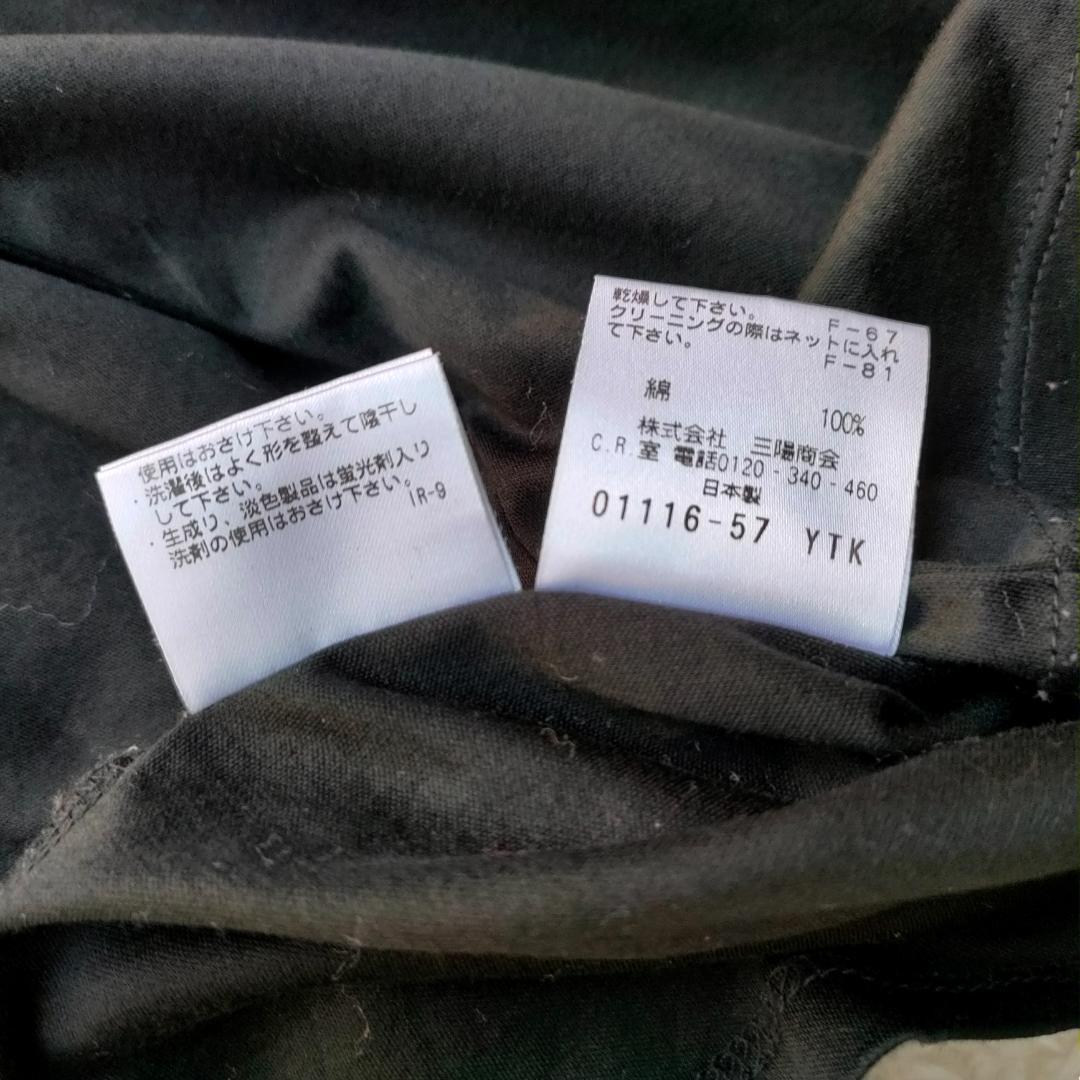 使用はおさけ下さい。
・洗濯後はよく形を整えて陰干し
して下さい。
・生成り、淡色製品は蛍光剤入り
洗剤の使用はおさけ下さい。
IR-9
乾燥して下さい。
F-67
クリーニングの際はネットに入れ
て下さい。
F-81
綿 100%
株式会社 三陽商会
C.R.室 電話0120-340-460
日本製
01116-57 YTK